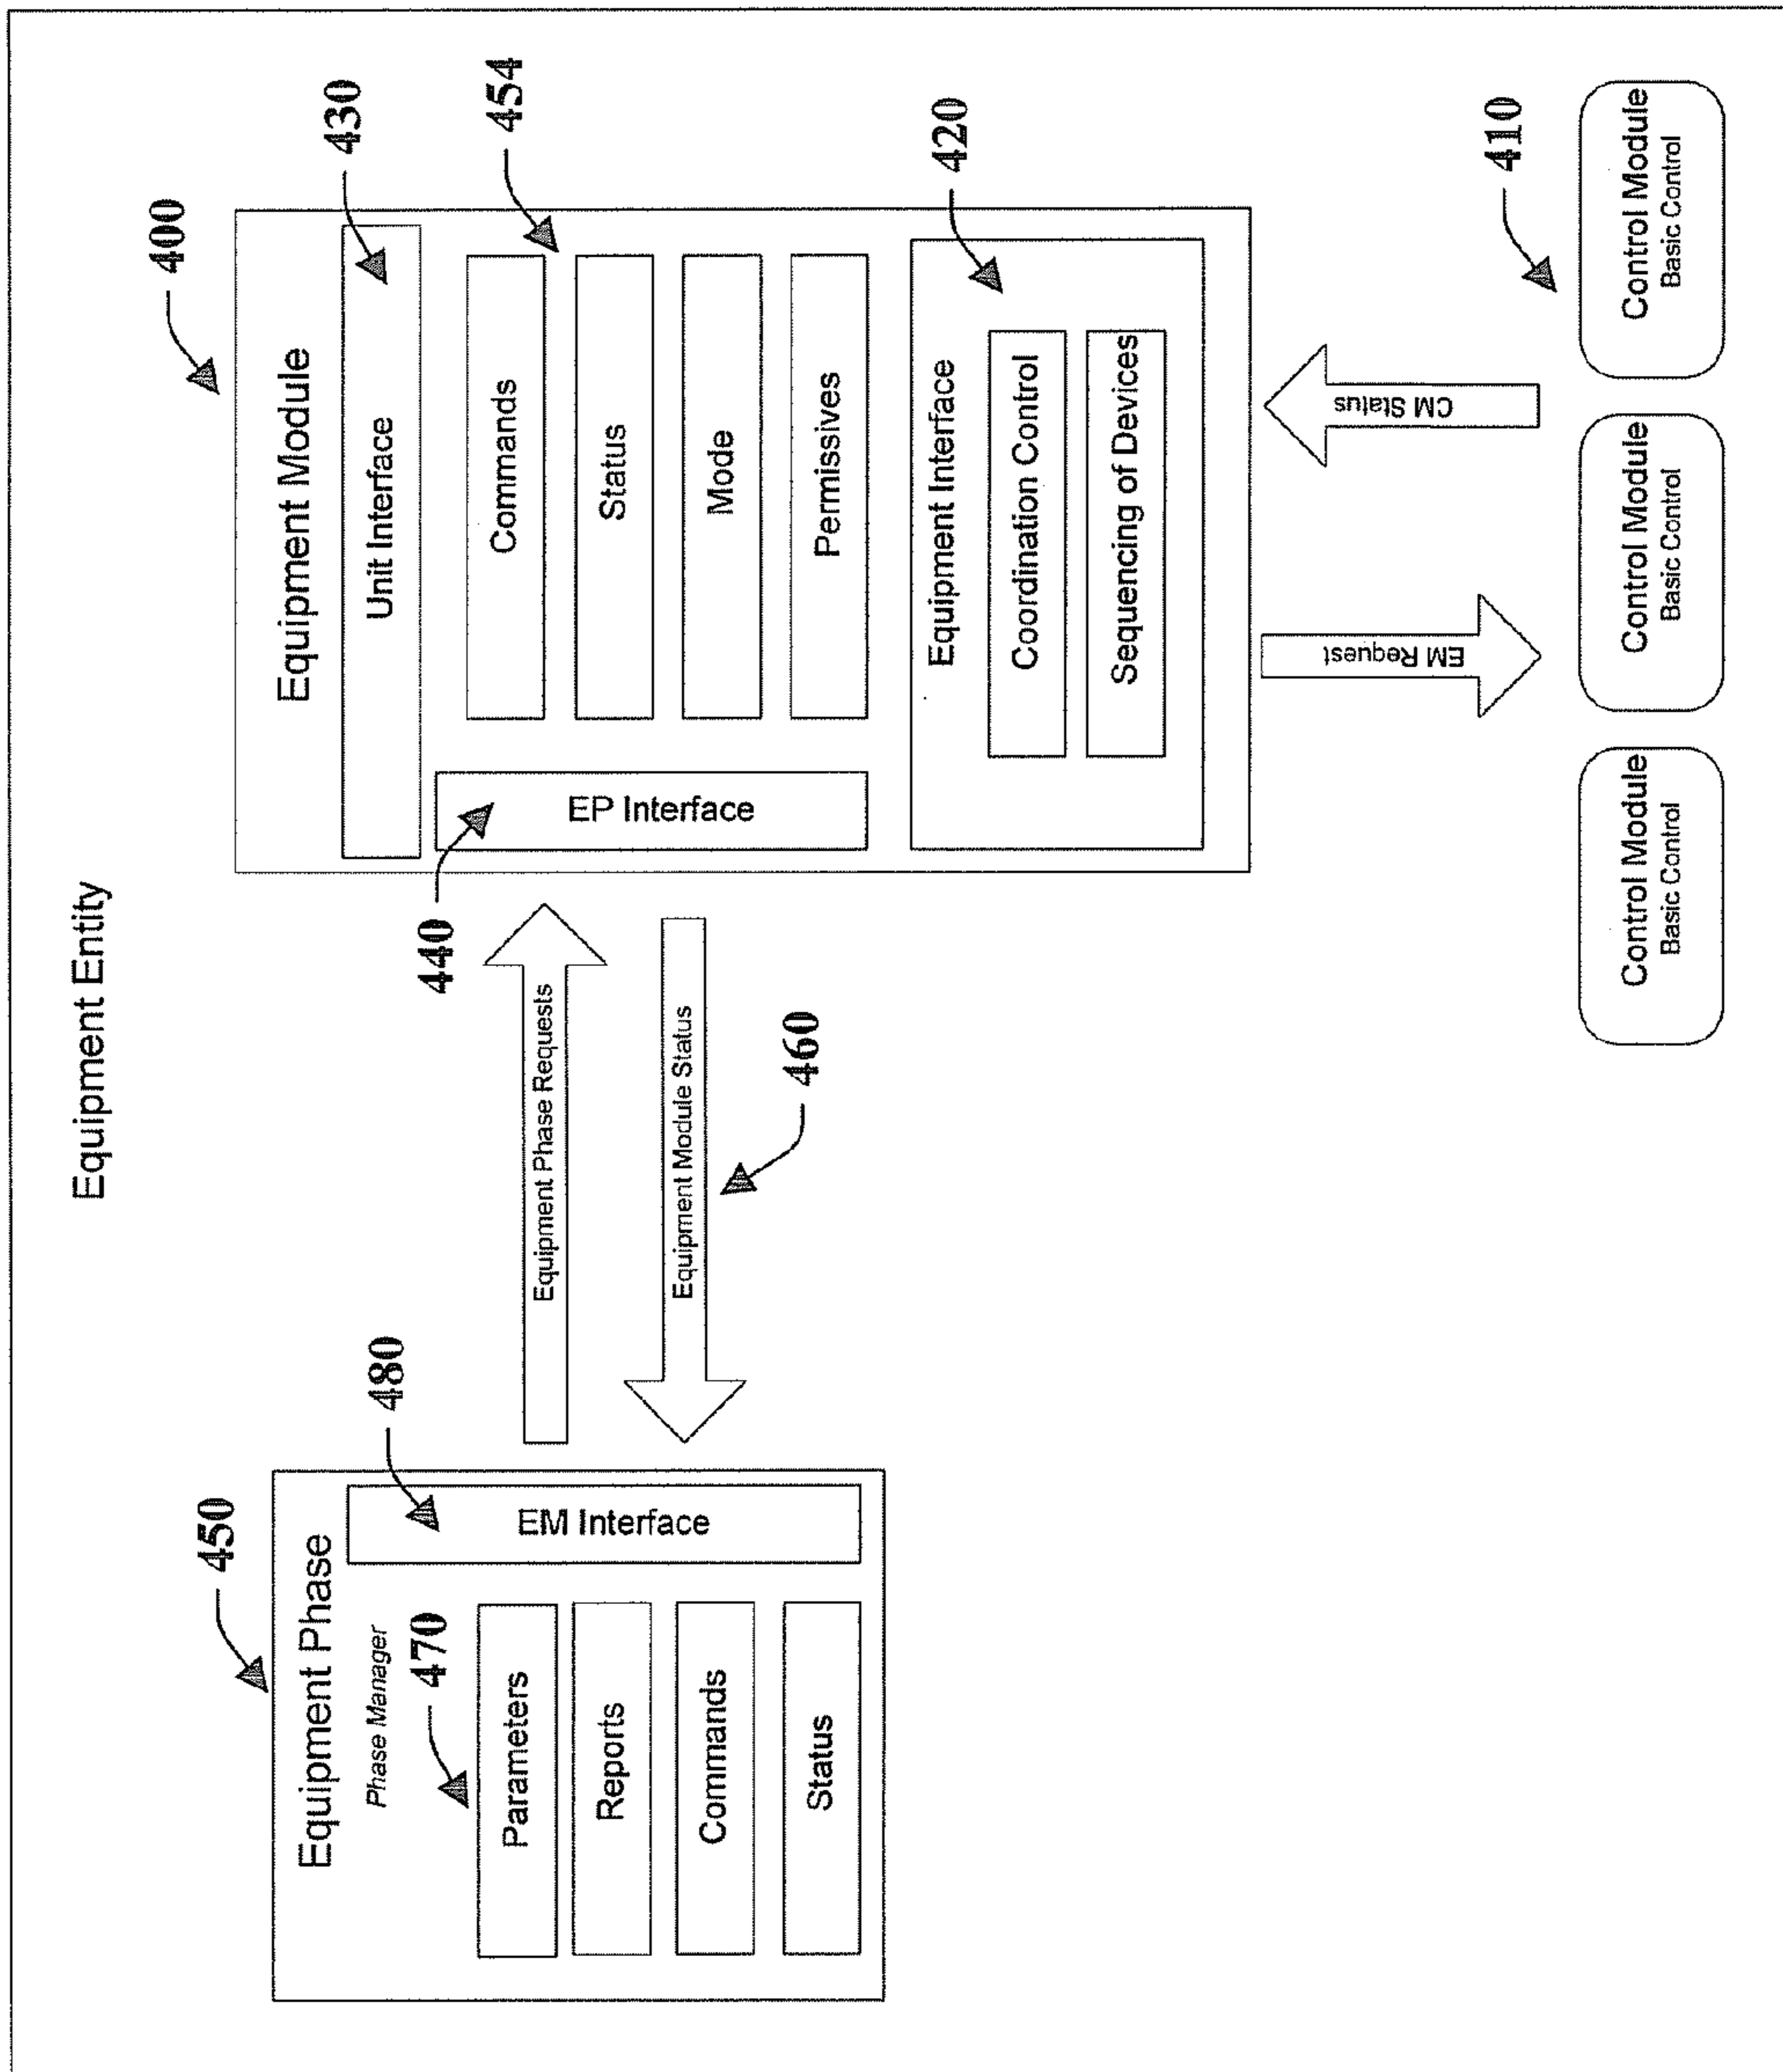 Equipment Entity
450
Equipment Phase
Phase Manager
470
480
Parameters
Reports
Commands
Status
EM Interface
Equipment Phase Requests
Equipment Module Status
460
400
Equipment Module
430
Unit Interface
440
EP Interface
454
Commands
Status
Mode
Permissives
420
Equipment Interface
Coordination Control
Sequencing of Devices
EM Request
CM Status
410
Control Module
Basic Control
Control Module
Basic Control
Control Module
Basic Control